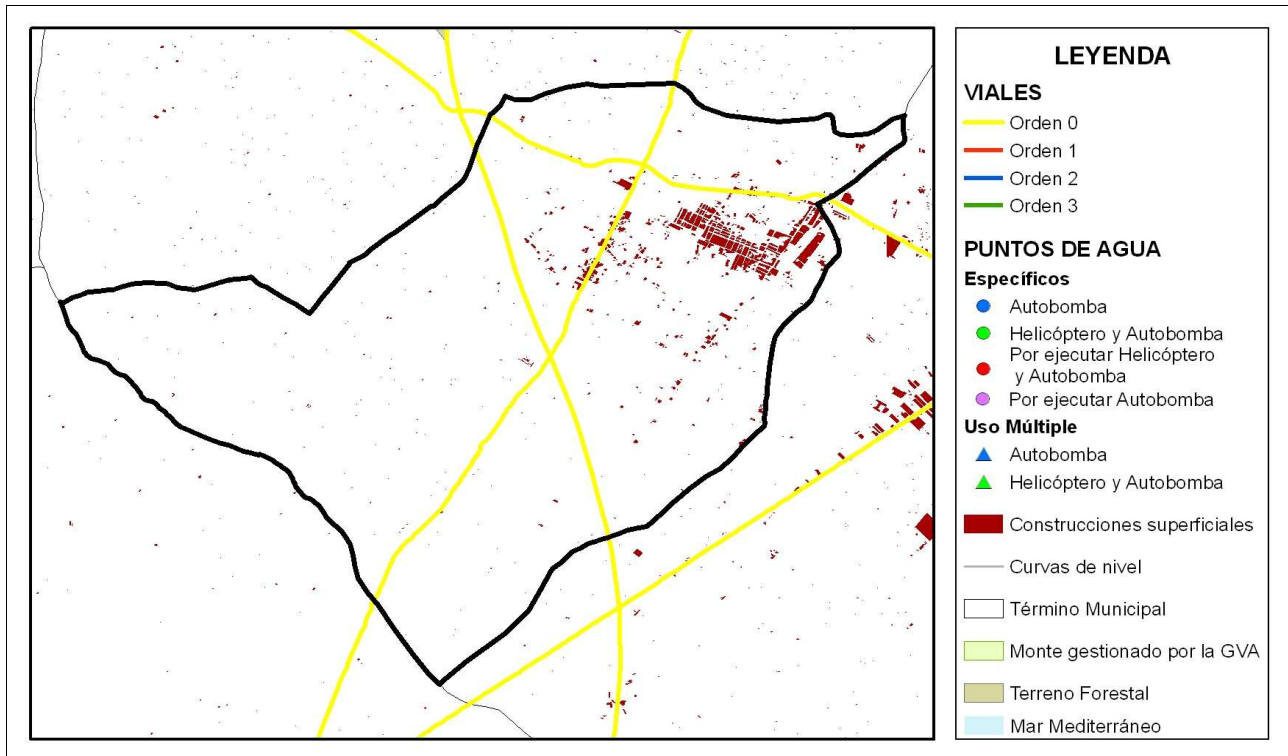 LEYENDA
VIALES
Orden 0
Orden 1
Orden 2
Orden 3
PUNTOS DE AGUA
Específicos
Autobomba
Helicóptero y Autobomba
Por ejecutar Helicóptero
y Autobomba
Por ejecutar Autobomba
Uso Múltiple
Autobomba
Helicóptero y Autobomba
Construcciones superficiales
Curvas de nivel
Término Municipal
Monte gestionado por la GVA
Terreno Forestal
Mar Mediterráneo